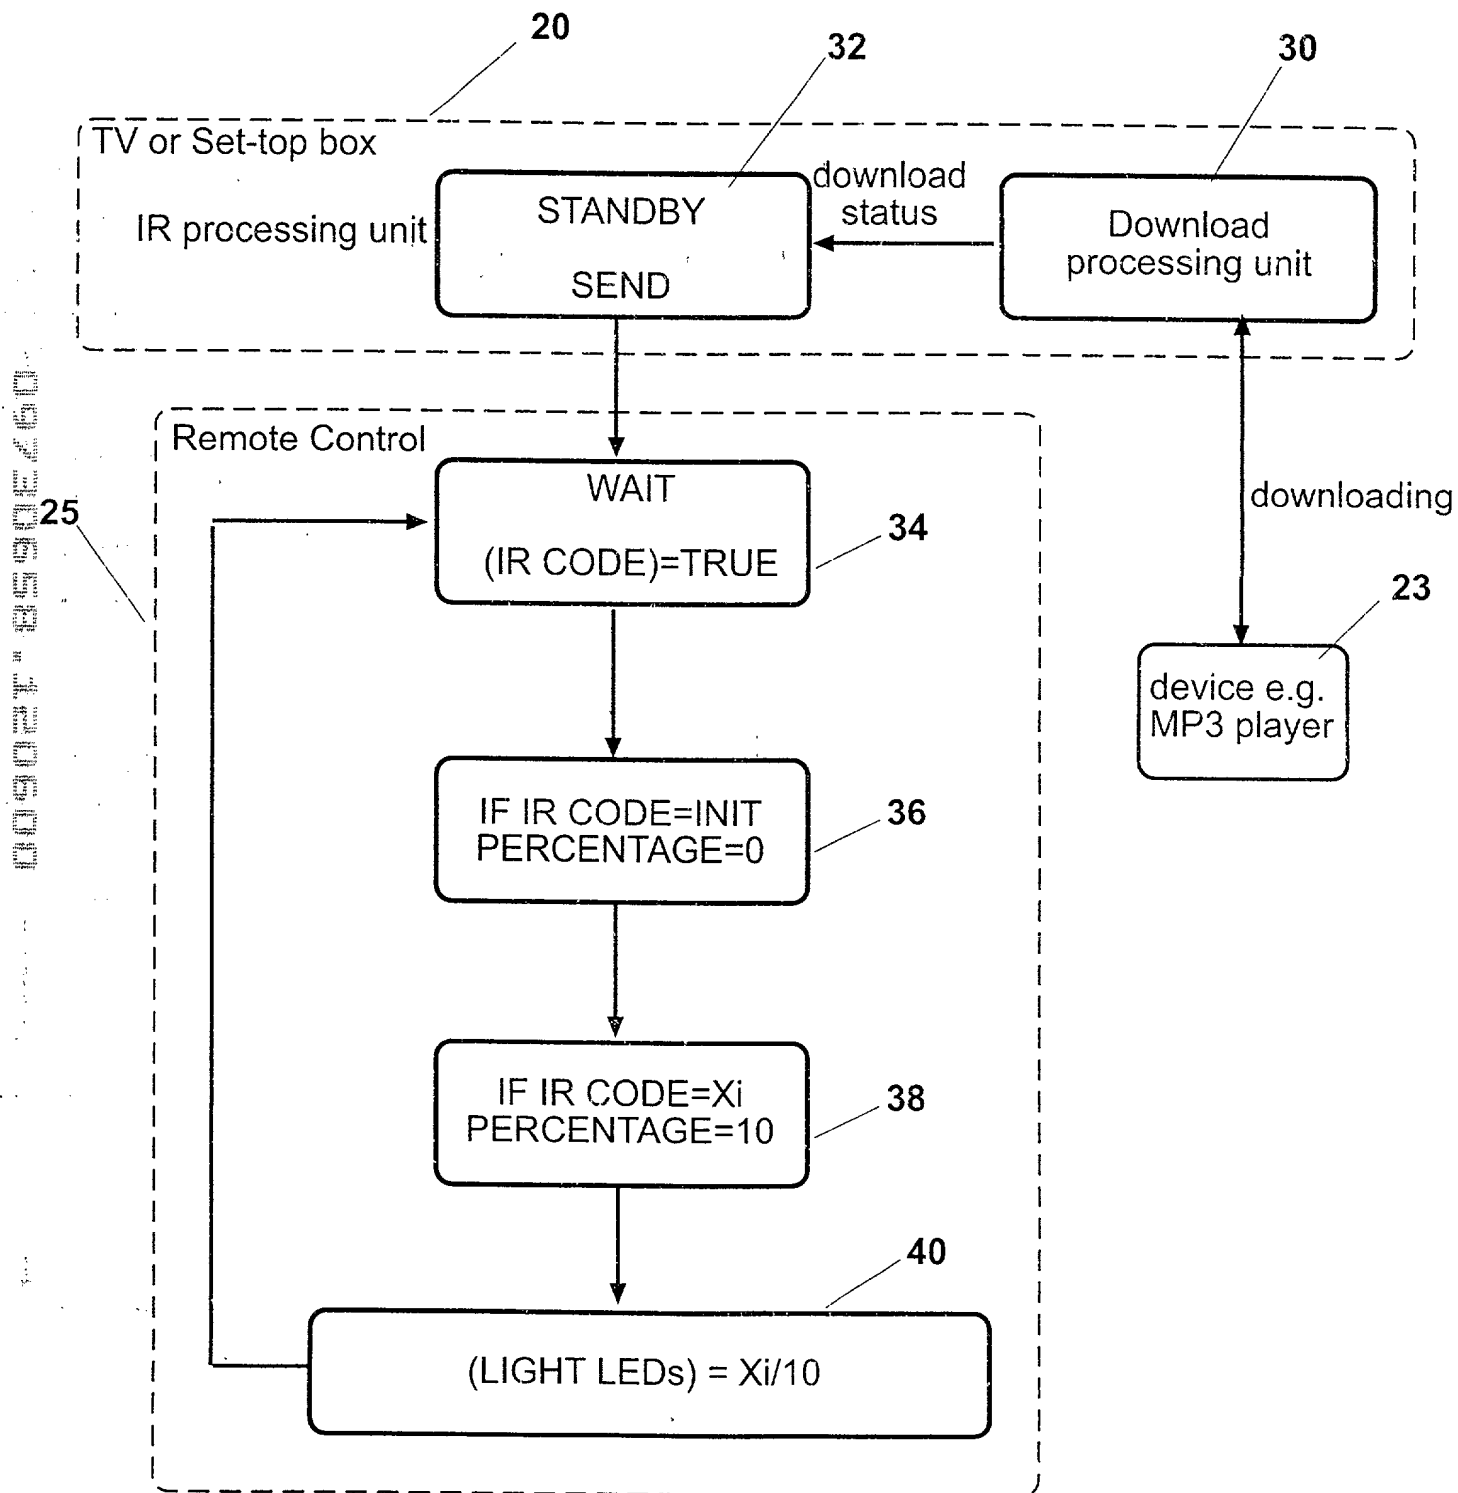 20
32
30
TV or Set-top box
IR processing unit
STANDBY
SEND
download
status
Download
processing unit
Remote Control
25
WAIT
(IR CODE)=TRUE
34
downloading
23
device e.g.
MP3 player
IF IR CODE=INIT
PERCENTAGE=0
36
IF IR CODE=Xi
PERCENTAGE=10
38
40
(LIGHT LEDs) = Xi/10
09730658.120600